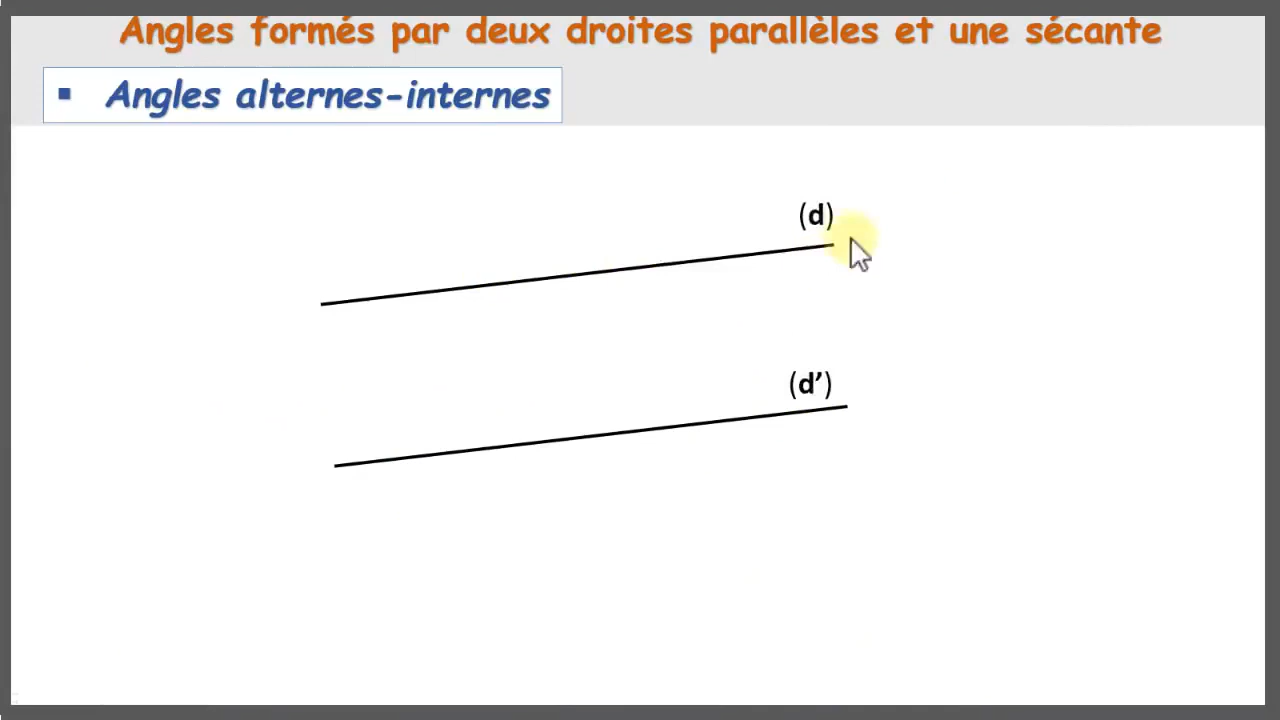 Angles formés par deux droites parallèles et une sécante
▪ Angles alternes-internes
(d)
(d’)